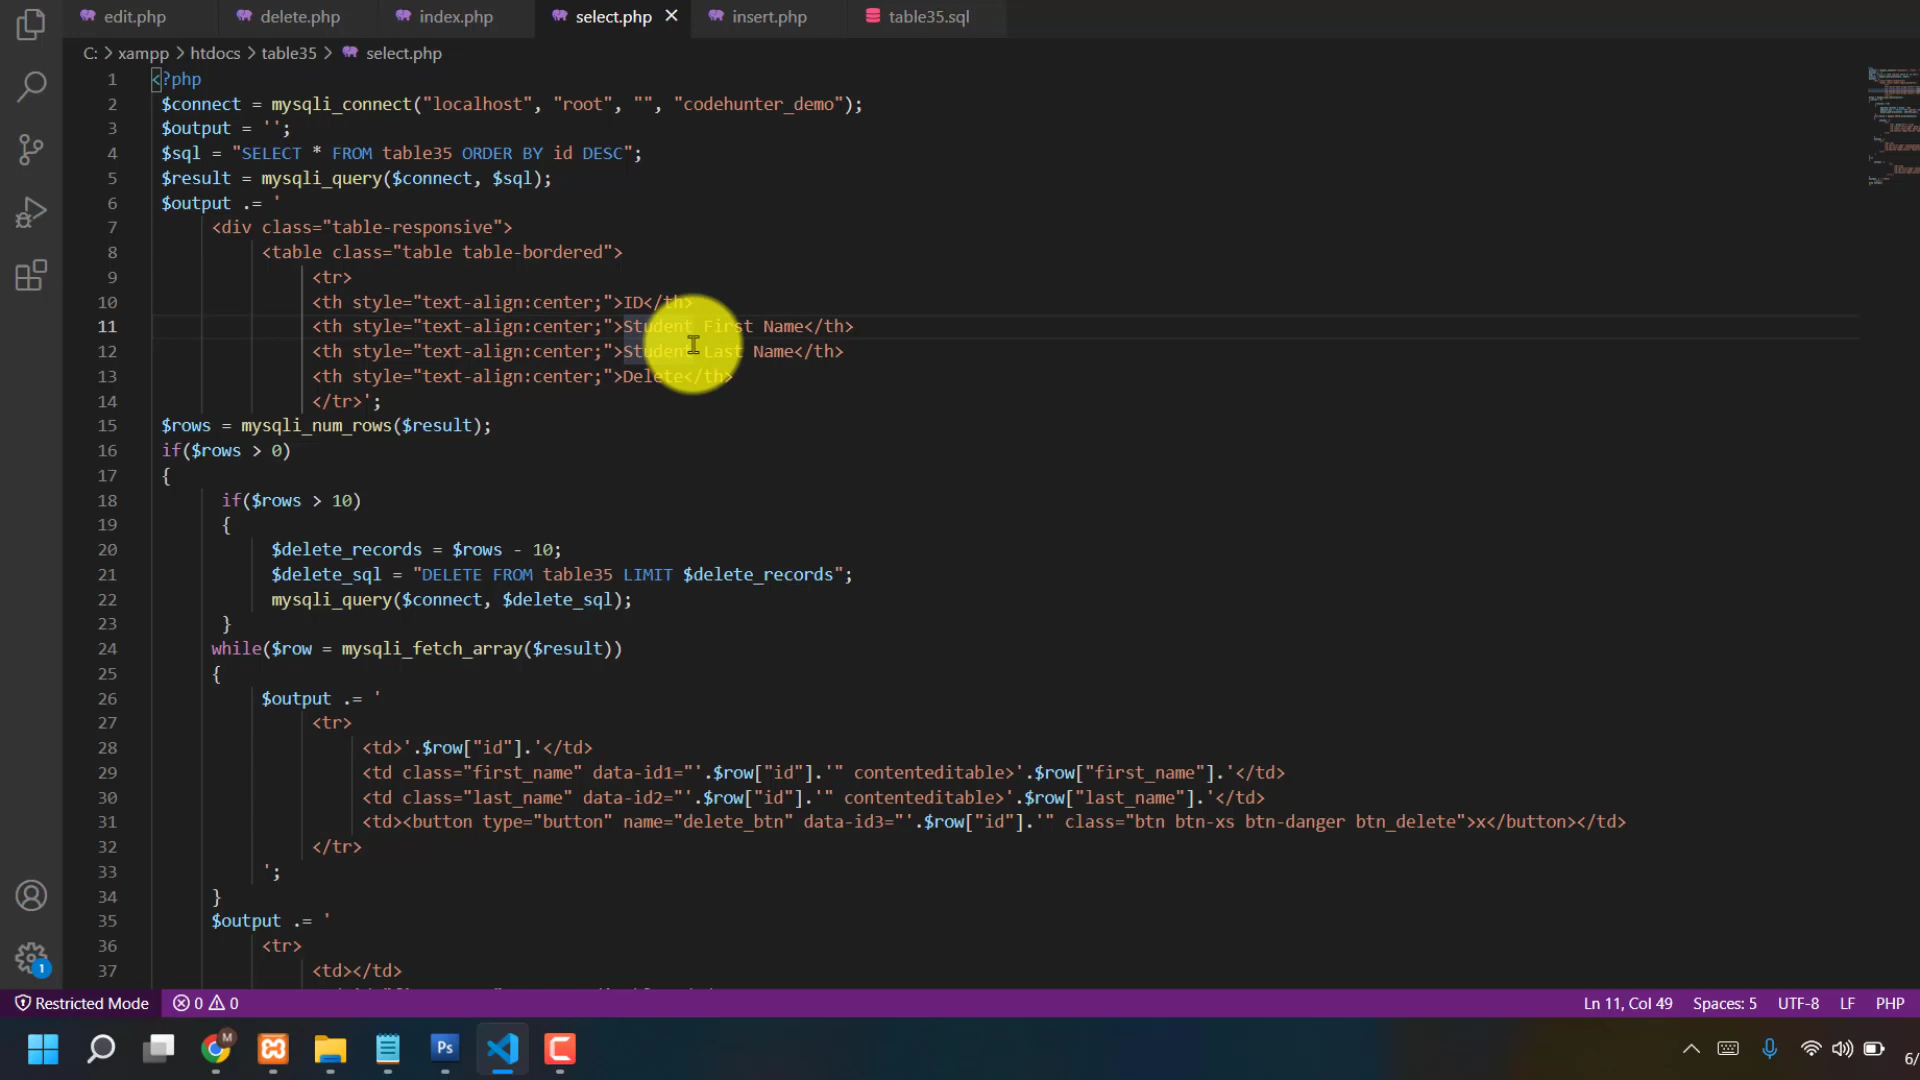 edit.php delete.php index.php select.php insert.php table35.sql
C: > xampp > htdocs > table35 > select.php
1 <?php
2 $connect = mysqli_connect("localhost", "root", "", "codehunter_demo");
3 $output = '';
4 $sql = "SELECT * FROM table35 ORDER BY id DESC";
5 $result = mysqli_query($connect, $sql);
6 $output .= '
7 <div class="table-responsive">
8 <table class="table table-bordered">
9 <tr>
10 <th style="text-align:center;">ID</th>
11 <th style="text-align:center;">Student First Name</th>
12 <th style="text-align:center;">Student Last Name</th>
13 <th style="text-align:center;">Delete</th>
14 </tr>';
15 $rows = mysqli_num_rows($result);
16 if($rows > 0)
17 {
18 if($rows > 10)
19 {
20 $delete_records = $rows - 10;
21 $delete_sql = "DELETE FROM table35 LIMIT $delete_records";
22 mysqli_query($connect, $delete_sql);
23 }
24 while($row = mysqli_fetch_array($result))
25 {
26 $output .= '
27 <tr>
28 <td>'.$row["id"].'</td>
29 <td class="first_name" data-id1="'.$row["id"].'" contenteditable>'.$row["first_name"].'</td>
30 <td class="last_name" data-id2="'.$row["id"].'" contenteditable>'.$row["last_name"].'</td>
31 <td><button type="button" name="delete_btn" data-id3="'.$row["id"].'" class="btn btn-xs btn-danger btn_delete">x</button></td>
32 </tr>
33 ';
34 }
35 $output .= '
36 <tr>
37 <td></td>
1
Restricted Mode 0 0 Ln 11, Col 49 Spaces: 5 UTF-8 LF PHP
M Ps 6/